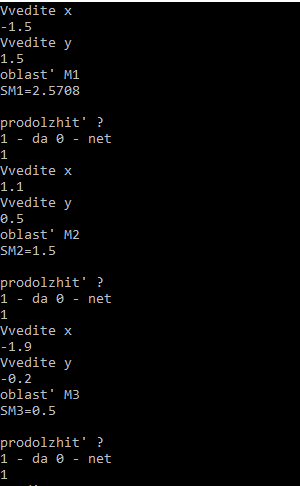 Vvedite x
-1.5
Vvedite y
1.5
oblast' M1
SM1=2.5708
prodolzhit' ?
1 - da 0 - net
1
Vvedite x
1.1
Vvedite y
0.5
oblast' M2
SM2=1.5
prodolzhit' ?
1 - da 0 - net
1
Vvedite x
-1.9
Vvedite y
-0.2
oblast' M3
SM3=0.5
prodolzhit' ?
1 - da 0 - net
1